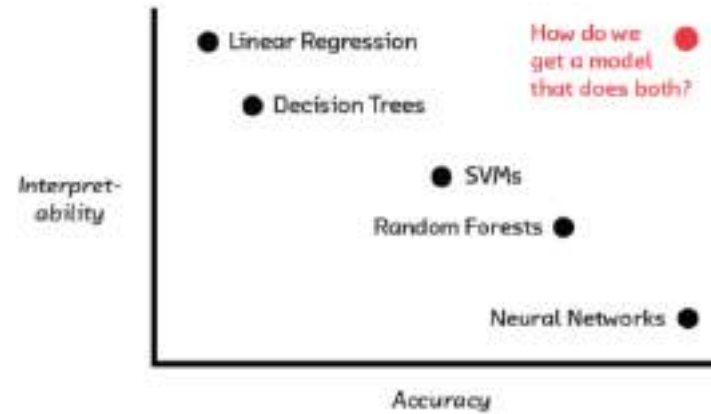 Linear Regression
How do we
get a model
that does both?
Decision Trees
Interpret-
ability
SVMs
Random Forests
Neural Networks
Accuracy